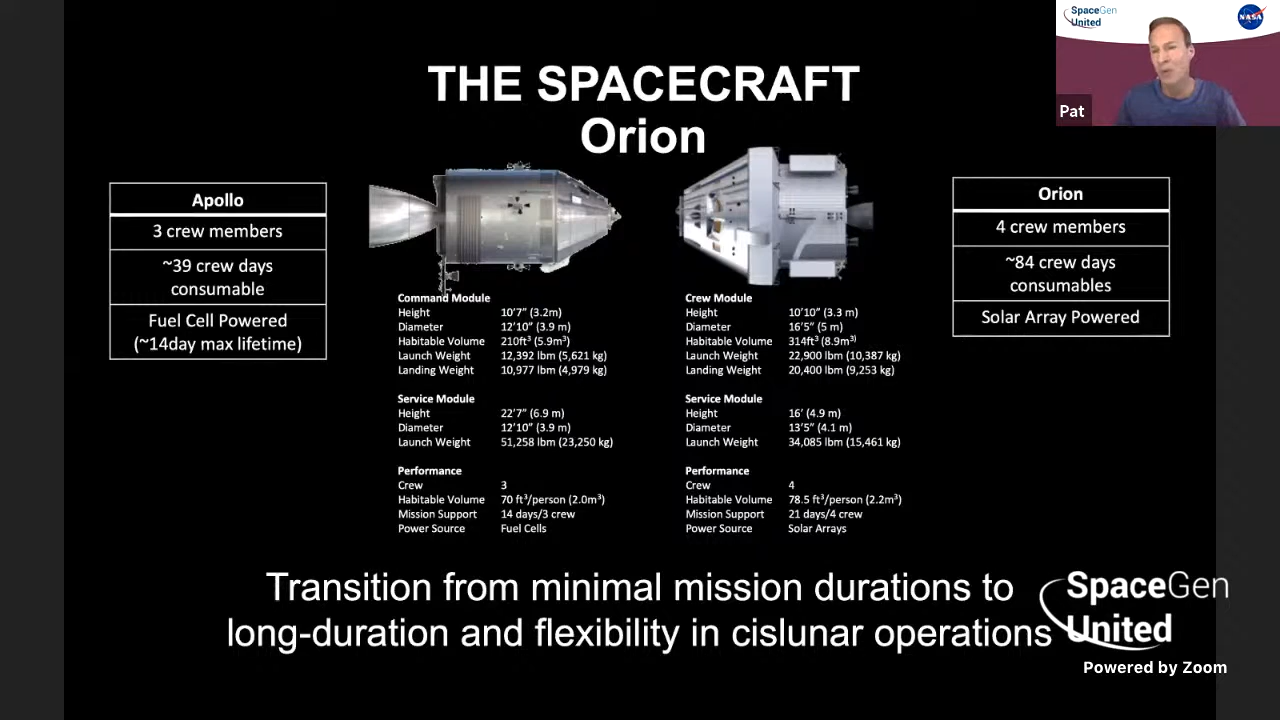 SpaceGen
United
NASA
Pat
THE SPACECRAFT
Orion
Apollo
3 crew members
~39 crew days
consumable
Fuel Cell Powered
(~14day max lifetime)
Orion
4 crew members
~84 crew days
consumables
Solar Array Powered
Command Module
Height 10’7” (3.2m)
Diameter 12’10” (3.9 m)
Habitable Volume 210ft³ (5.9m³)
Launch Weight 12,392 lbm (5,621 kg)
Landing Weight 10,977 lbm (4,979 kg)
Service Module
Height 22’7” (6.9 m)
Diameter 12’10” (3.9 m)
Launch Weight 51,258 lbm (23,250 kg)
Performance
Crew 3
Habitable Volume 70 ft³/person (2.0m³)
Mission Support 14 days/3 crew
Power Source Fuel Cells
Crew Module
Height 10’10” (3.3 m)
Diameter 16’5” (5 m)
Habitable Volume 314ft³ (8.9m³⁾
Launch Weight 22,900 lbm (10,387 kg)
Landing Weight 20,400 lbm (9,253 kg)
Service Module
Height 16’ (4.9 m)
Diameter 13’5” (4.1 m)
Launch Weight 34,085 lbm (15,461 kg)
Performance
Crew 4
Habitable Volume 78.5 ft³/person (2.2m³)
Mission Support 21 days/4 crew
Power Source Solar Arrays
Transition from minimal mission durations to
long-duration and flexibility in cislunar operations
SpaceGen
United
Powered by Zoom